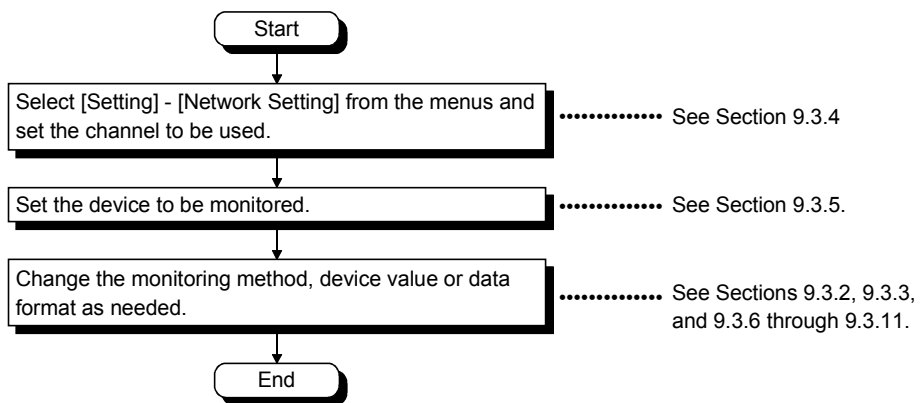 Start
Select [Setting] - [Network Setting] from the menus and
set the channel to be used.
See Section 9.3.4
Set the device to be monitored.
See Section 9.3.5.
Change the monitoring method, device value or data
format as needed.
See Sections 9.3.2, 9.3.3,
and 9.3.6 through 9.3.11.
End